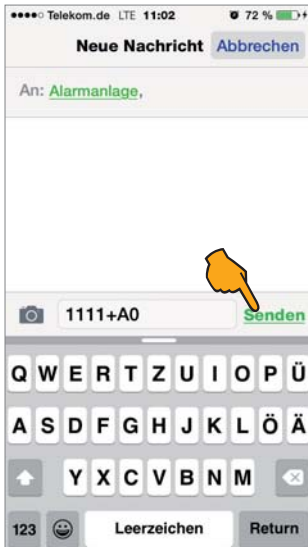 Telekom.de LTE 11:02 72 %
Neue Nachricht Abbrechen
An: Alarmanlage,
1111+A0 Senden
Q W E R T Z U I O P Ü
A S D F G H J K L Ö Ä
Y X C V B N M
123 Leerzeichen Return